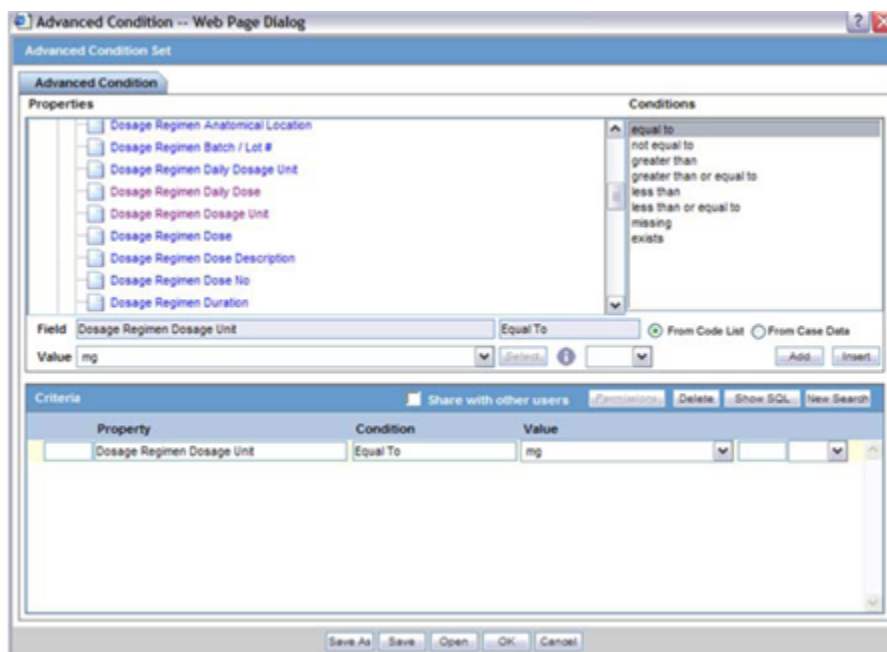 Advanced Condition -- Web Page Dialog
Advanced Condition Set
Advanced Condition
Properties Conditions
Dosage Regimen Anatomical Location
Dosage Regimen Batch / Lot #
Dosage Regimen Daily Dosage Unit
Dosage Regimen Daily Dose
Dosage Regimen Dosage Unit
Dosage Regimen Dose
Dosage Regimen Dose Description
Dosage Regimen Dose No
Dosage Regimen Duration
equal to
not equal to
greater than
greater than or equal to
less than
less than or equal to
missing
exists
Field Dosage Regimen Dosage Unit Equal To From Code List From Case Data
Value mg Select Add Insert
Criteria Share with other users Permissions Delete Show SQL New Search
Property Condition Value
Dosage Regimen Dosage Unit Equal To mg
Save As Save Open OK Cancel